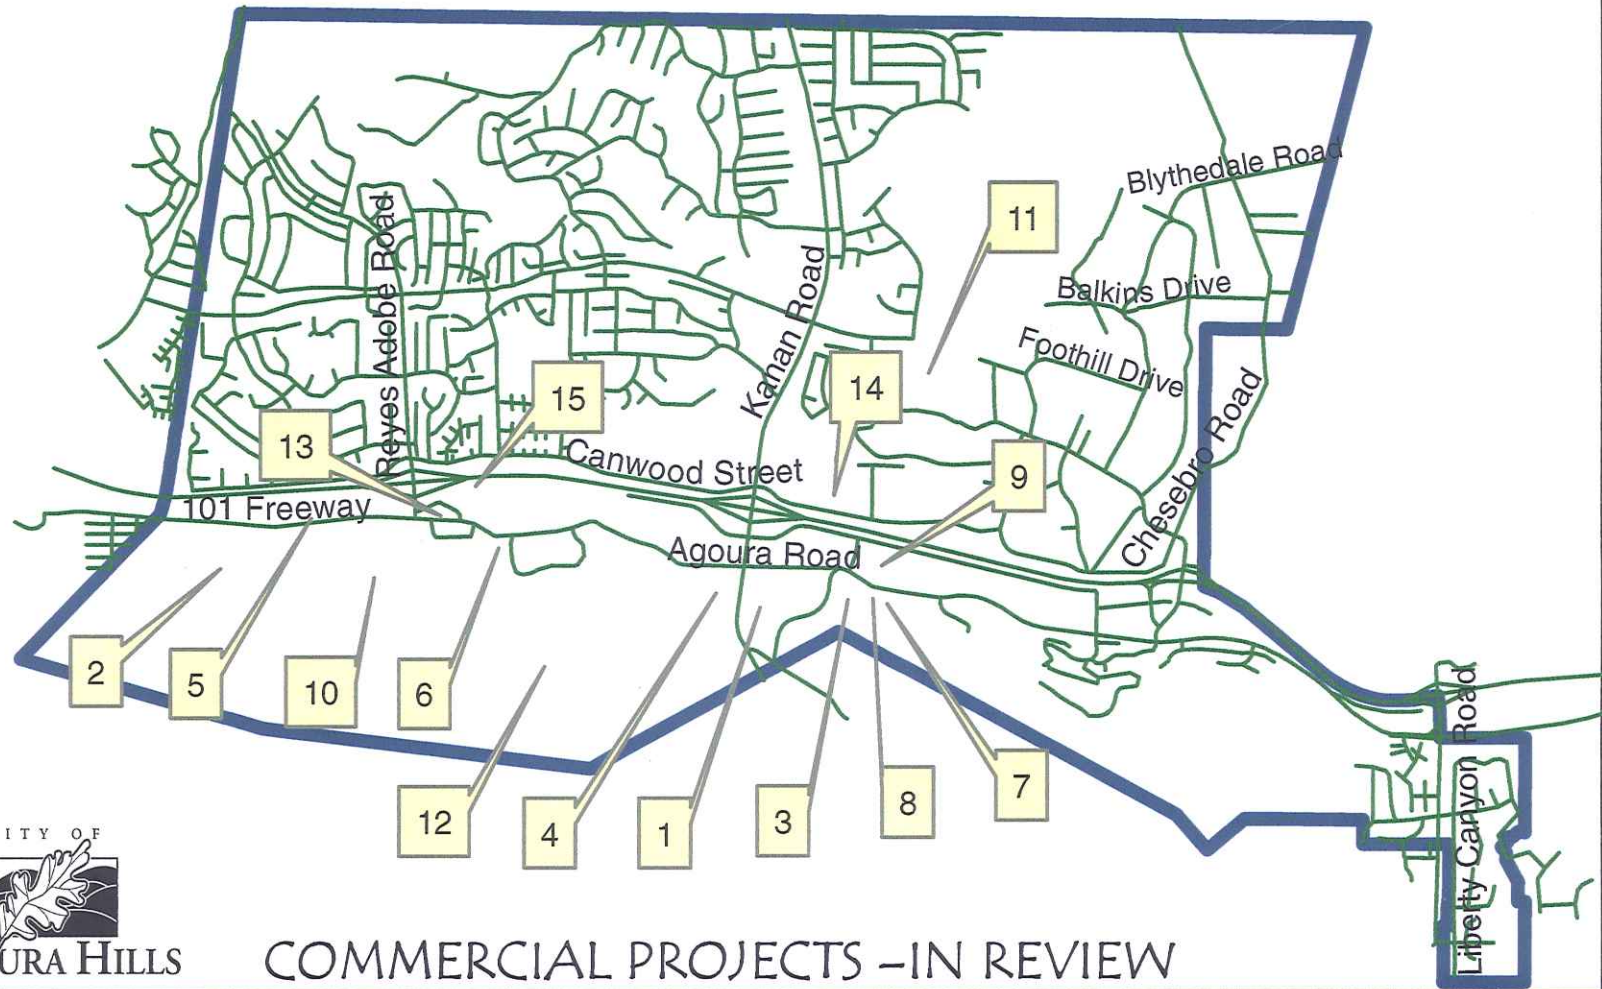 Blythedale Road
11
Reyes Adobe Road
Kanan Road
Balkins Drive
Foothill Drive
14
15
13
Canwood Street
Chesebro Road
9
101 Freeway
Agoura Road
2
5
10
6
12
4
1
3
8
7
Liberty Canyon Road
ITY OF
URA HILLS
COMMERCIAL PROJECTS –IN REVIEW